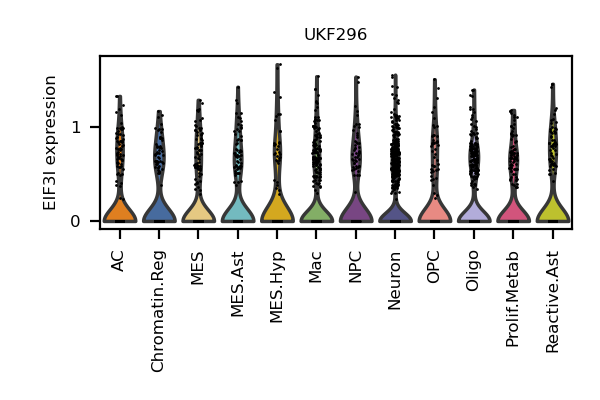 UKF296
EIF3I expression
1
0
AC
Chromatin.Reg
MES
MES.Ast
MES.Hyp
Mac
NPC
Neuron
OPC
Oligo
Prolif.Metab
Reactive.Ast